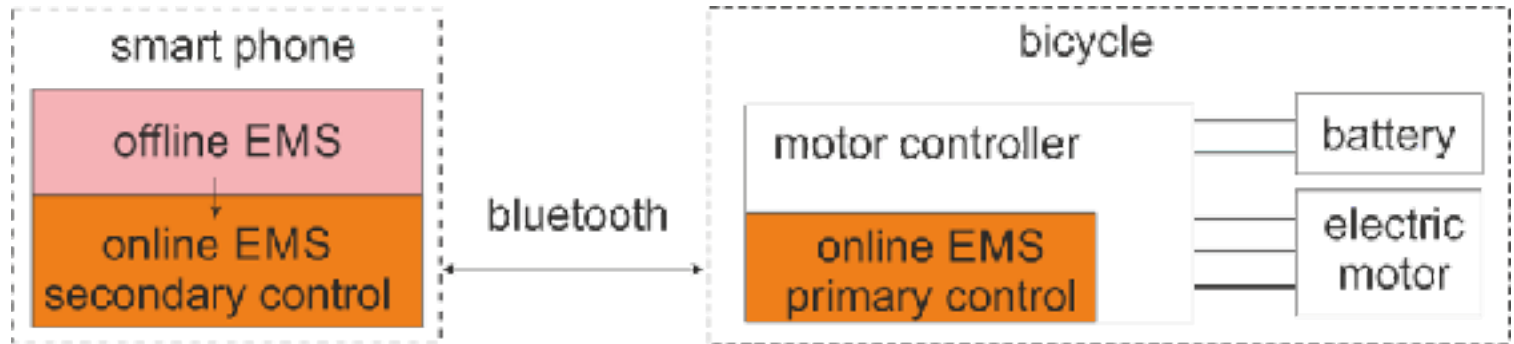 smart phone
offline EMS
online EMS
secondary control
bluetooth
bicycle
motor controller
online EMS
primary control
battery
electric
motor